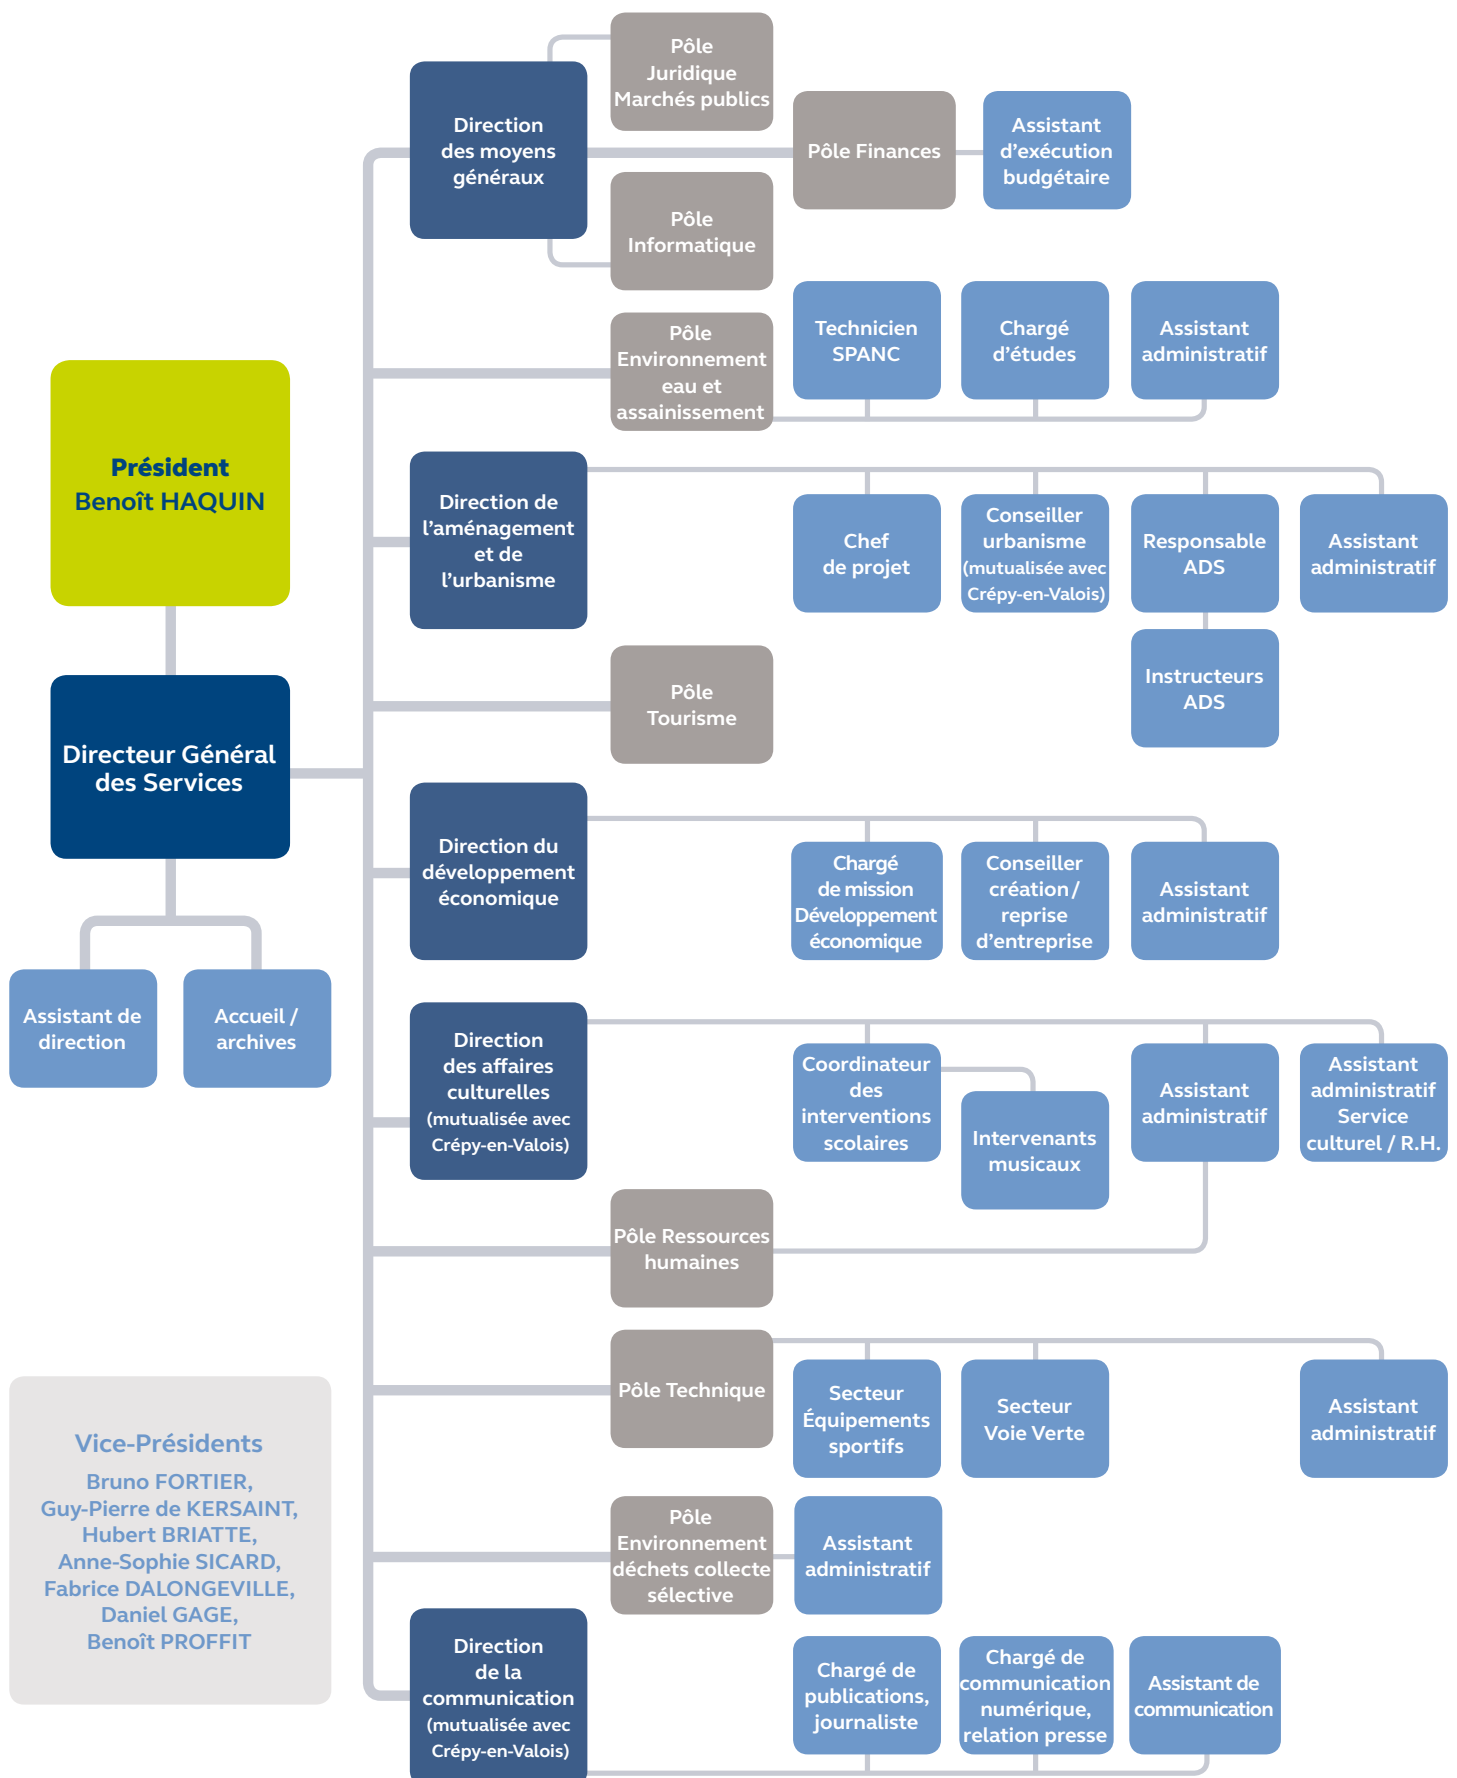 Pôle
Juridique
Marchés publics
Direction
des moyens
généraux
Pôle Finances
Assistant
d'exécution
budgétaire
Pôle
Informatique
Pôle
Environnement
eau et
assainissement
Technicien
SPANC
Chargé
d'études
Assistant
administratif
Président
Benoît HAQUIN
Direction de
l'aménagement
et de
l'urbanisme
Chef
de projet
Conseiller
urbanisme
(mutualisée avec
Crépy-en-Valois)
Responsable
ADS
Assistant
administratif
Instructeurs
ADS
Pôle
Tourisme
Directeur Général
des Services
Direction du
développement
économique
Chargé
de mission
Développement
économique
Conseiller
création /
reprise
d'entreprise
Assistant
administratif
Assistant de
direction
Accueil /
archives
Direction
des affaires
culturelles
(mutualisée avec
Crépy-en-Valois)
Coordinateur
des
interventions
scolaires
Intervenants
musicaux
Assistant
administratif
Assistant
administratif
Service
culturel / R.H.
Pôle Ressources
humaines
Pôle Technique
Secteur
Équipements
sportifs
Secteur
Voie Verte
Assistant
administratif
Vice-Présidents
Bruno FORTIER,
Guy-Pierre de KERSAINT,
Hubert BRIATTE,
Anne-Sophie SICARD,
Fabrice DALONGEVILLE,
Daniel GAGE,
Benoît PROFFIT
Pôle
Environnement
déchets collecte
sélective
Assistant
administratif
Direction
de la
communication
(mutualisée avec
Crépy-en-Valois)
Chargé de
publications,
journaliste
Chargé de
communication
numérique,
relation presse
Assistant de
communication